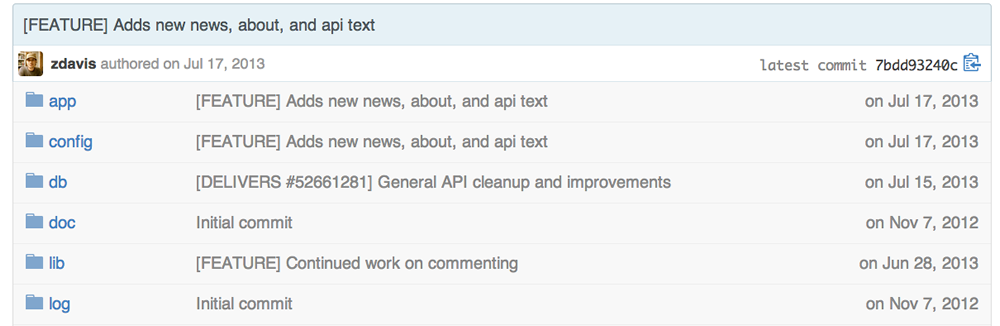 [FEATURE] Adds new news, about, and api text
zdavis authored on Jul 17, 2013 latest commit 7bdd93240c
app [FEATURE] Adds new news, about, and api text on Jul 17, 2013
config [FEATURE] Adds new news, about, and api text on Jul 17, 2013
db [DELIVERS #52661281] General API cleanup and improvements on Jul 15, 2013
doc Initial commit on Nov 7, 2012
lib [FEATURE] Continued work on commenting on Jun 28, 2013
log Initial commit on Nov 7, 2012